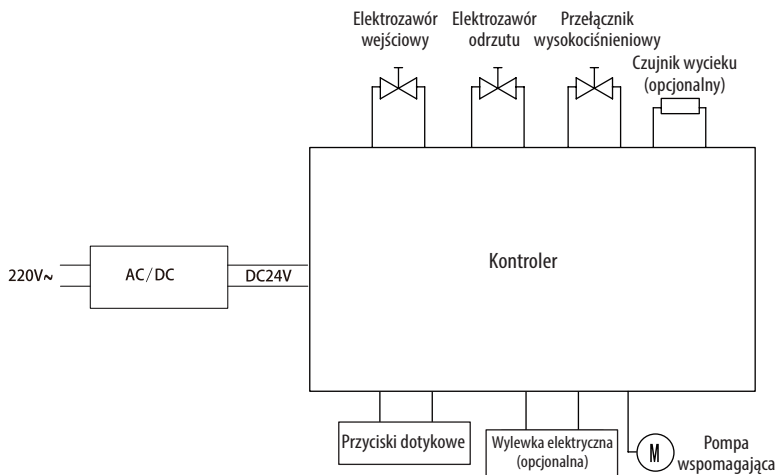 Elektrozawór
wejściowy
Elektrozawór
odrzutu
Przełącznik
wysokociśnieniowy
Czujnik wycieku
(opcjonalny)
220V~
AC/DC
DC24V
Kontroler
Przyciski dotykowe
Wylewka elektryczna
(opcjonalna)
M
Pompa
wspomagająca